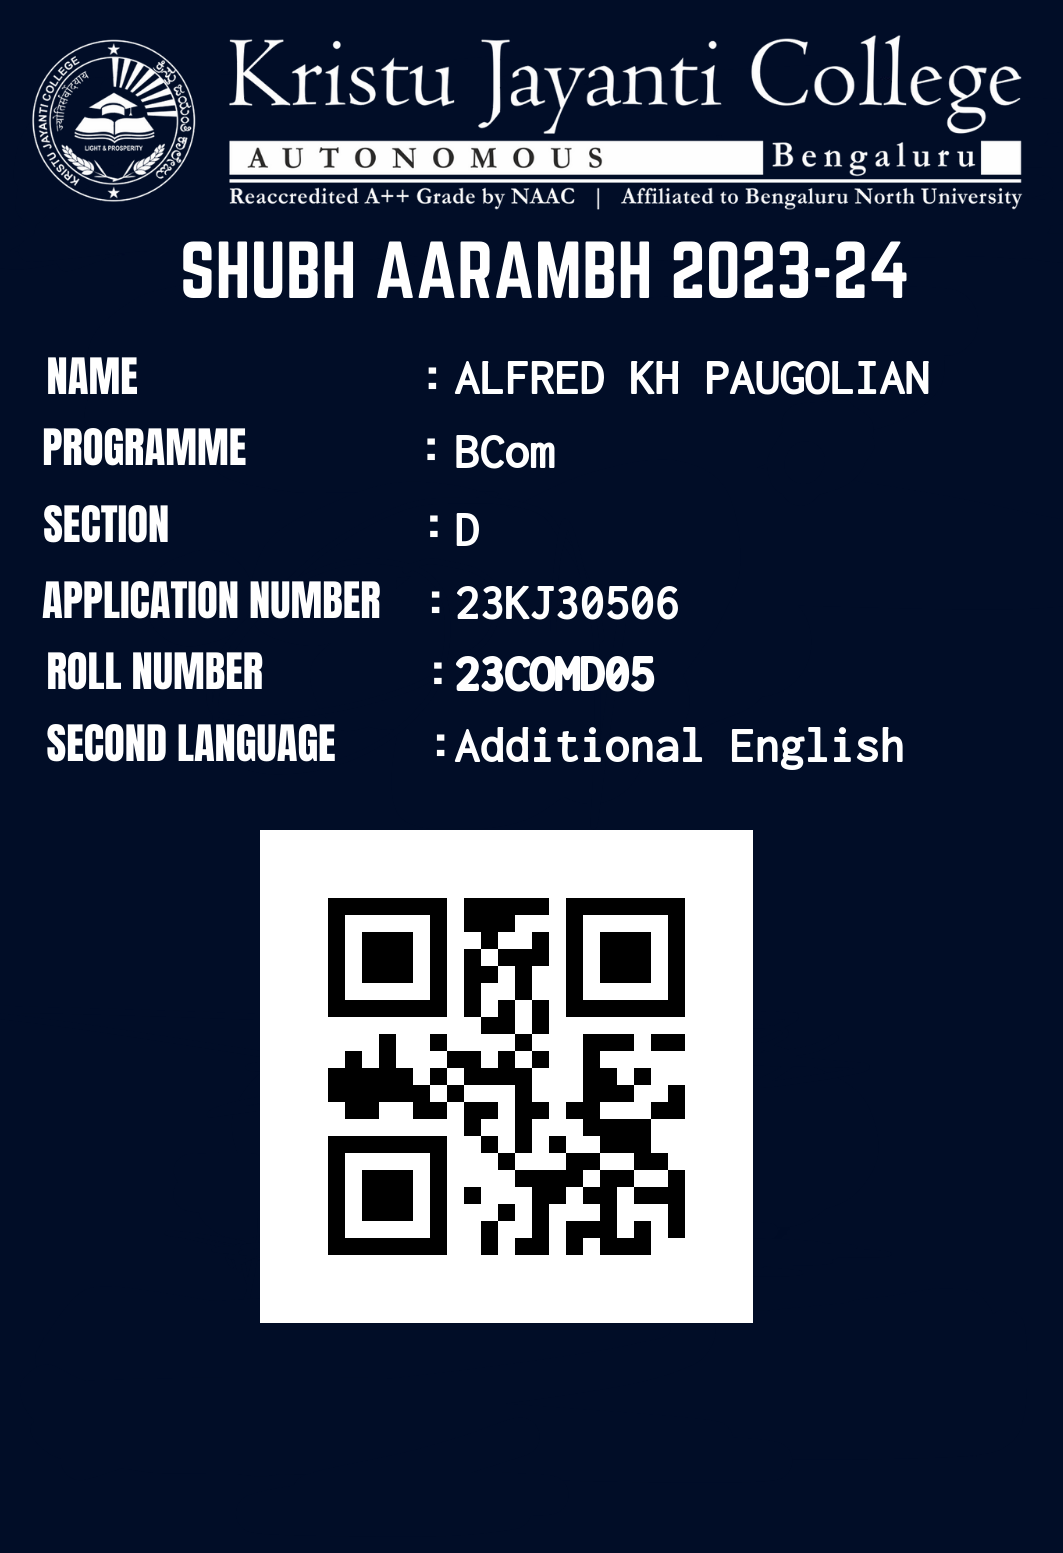 Kristu Jayanti College
AUTONOMOUS Bengaluru
Reaccredited A++ Grade by NAAC | Affiliated to Bengaluru North University
KRISTU JAYANTI COLLEGE
LIGHT & PROSPERITY
SHUBH AARAMBH 2023-24
NAME : ALFRED KH PAUGOLIAN
PROGRAMME : BCom
SECTION : D
APPLICATION NUMBER : 23KJ30506
ROLL NUMBER : 23COMD05
SECOND LANGUAGE : Additional English